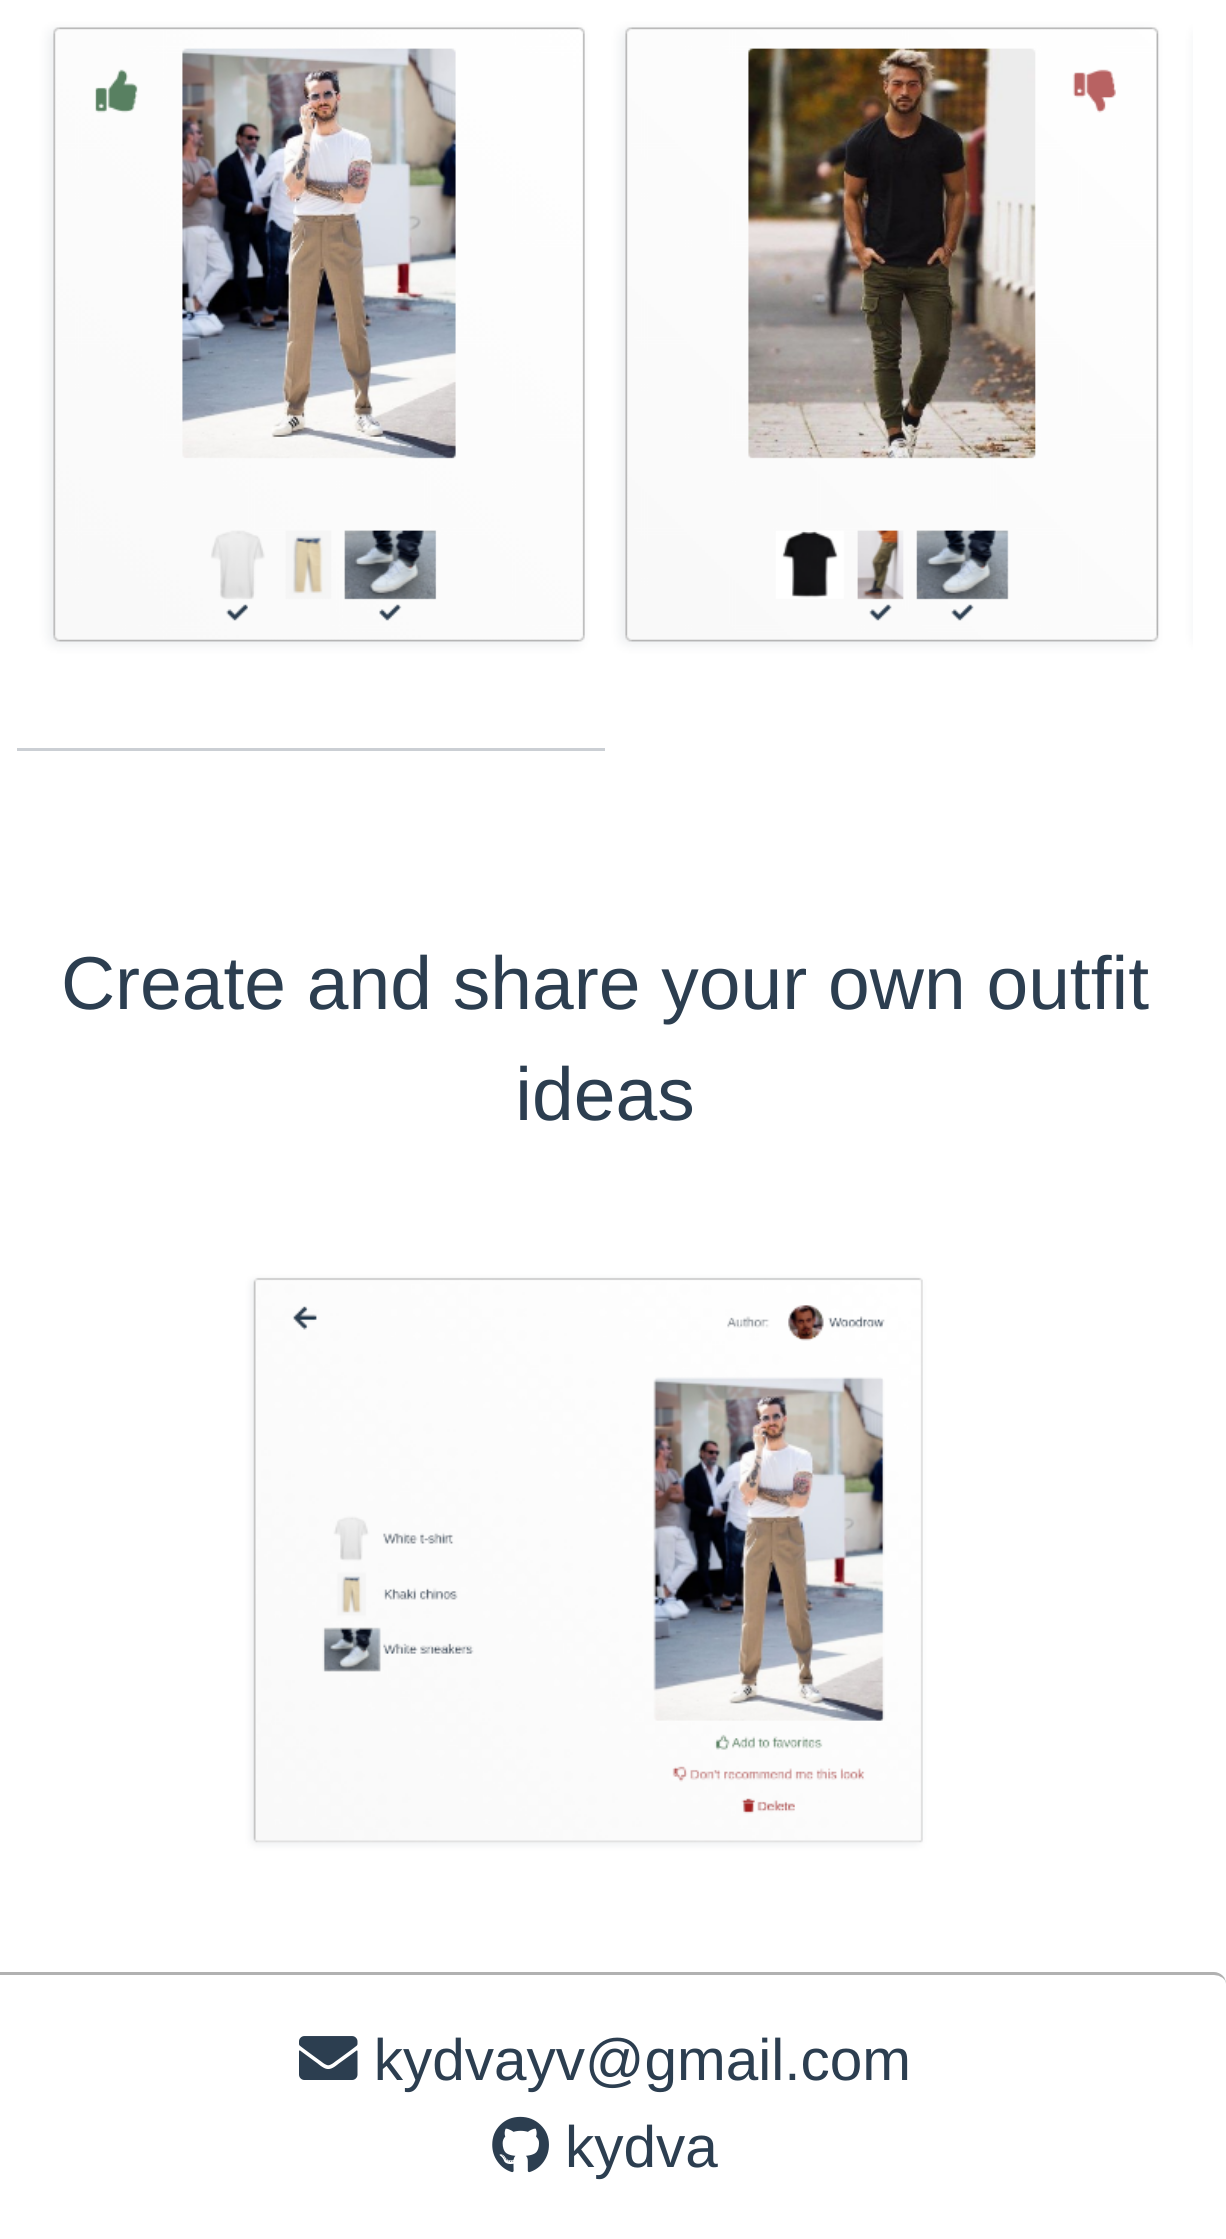 Create and share your own outfit
ideas
Author: Woodrow
White t-shirt
Khaki chinos
White sneakers
Add to favorites
Don't recommend me this look
Delete
kydvayv@gmail.com
kydva